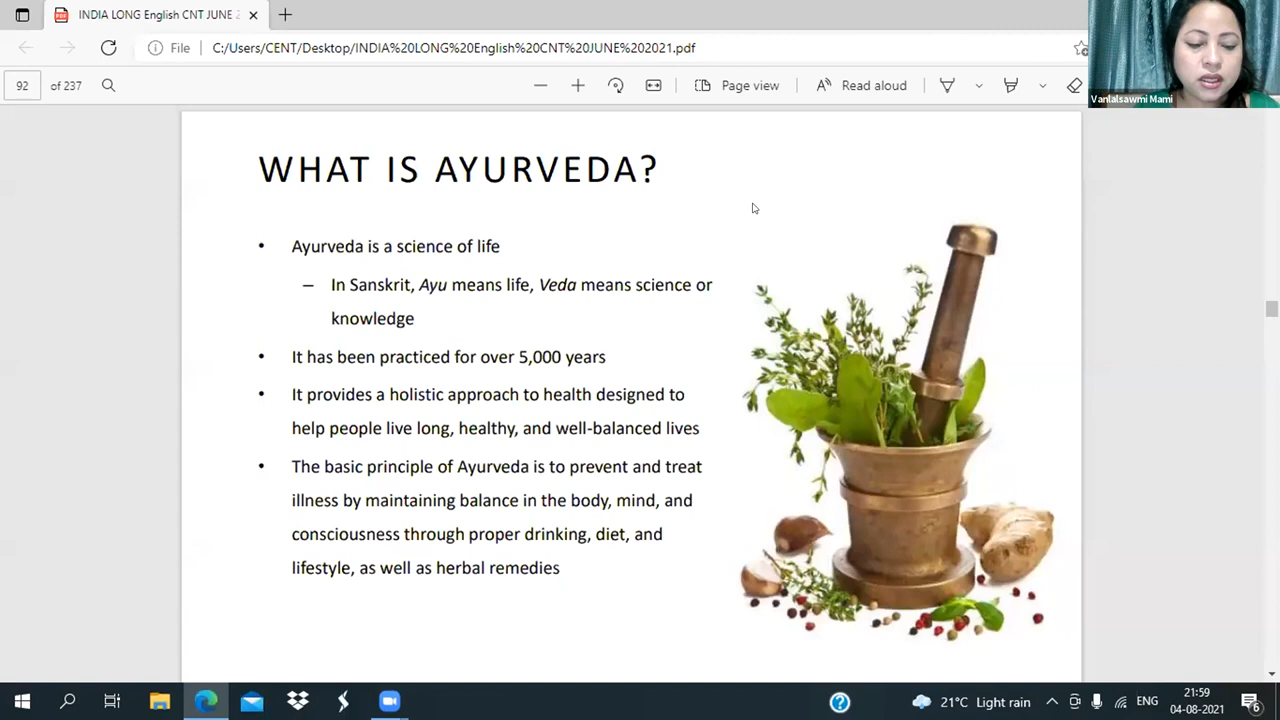 INDIA LONG English CNT JUNE 2
File C:/Users/CENT/Desktop/INDIA%20LONG%20English%20CNT%20JUNE%202021.pdf
92 of 237 Page view Read aloud
Vanlalsawmi Mami
WHAT IS AYURVEDA?
• Ayurveda is a science of life
– In Sanskrit, Ayu means life, Veda means science or
knowledge
• It has been practiced for over 5,000 years
• It provides a holistic approach to health designed to
help people live long, healthy, and well-balanced lives
• The basic principle of Ayurveda is to prevent and treat
illness by maintaining balance in the body, mind, and
consciousness through proper drinking, diet, and
lifestyle, as well as herbal remedies
21°C Light rain ENG 21:59
04-08-2021 6